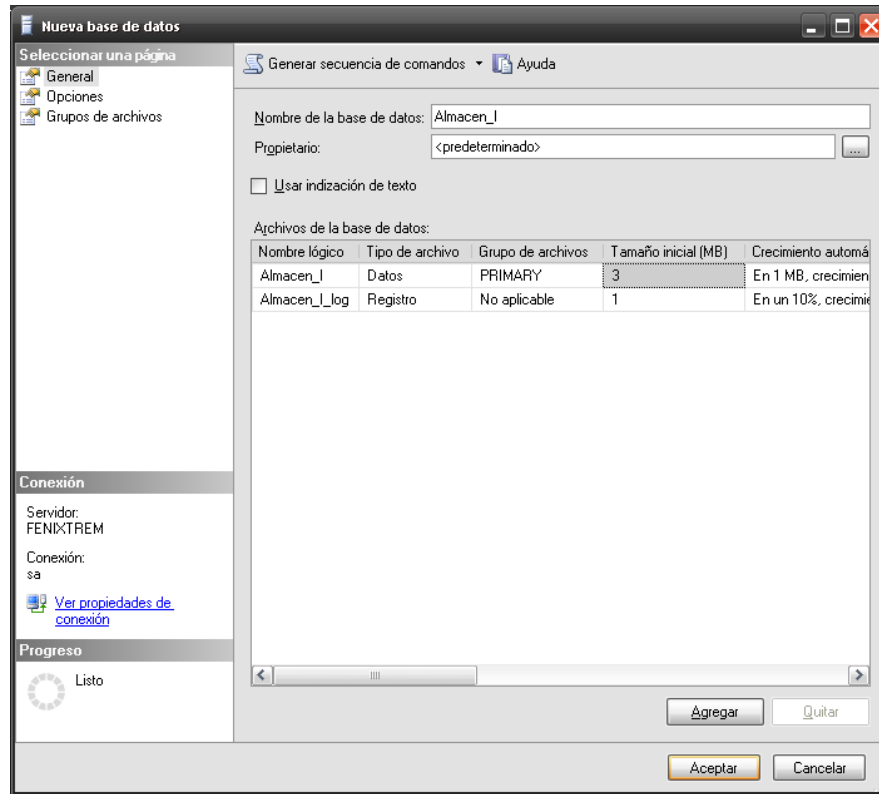 Nueva base de datos
Seleccionar una página
General
Opciones
Grupos de archivos
Generar secuencia de comandos
Ayuda
Nombre de la base de datos: Almacen_I
Propietario: <predeterminado>
...
Usar indización de texto
Archivos de la base de datos:
Nombre lógico Tipo de archivo Grupo de archivos Tamaño inicial (MB) Crecimiento automá
Almacen_I Datos PRIMARY 3 En 1 MB, crecimien
Almacen_I_log Registro No aplicable 1 En un 10%, crecimie
Conexión
Servidor:
FENIXTREM
Conexión:
sa
Ver propiedades de
conexión
Progreso
Listo
Agregar Quitar
Aceptar Cancelar